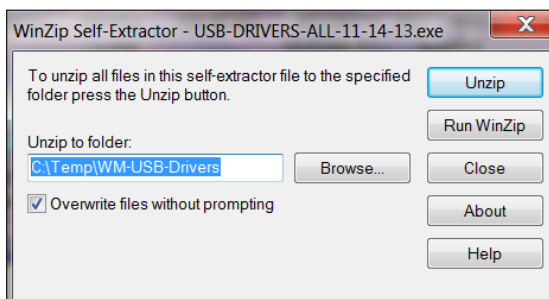 WinZip Self-Extractor - USB-DRIVERS-ALL-11-14-13.exe
To unzip all files in this self-extractor file to the specified
folder press the Unzip button.
Unzip to folder:
C:\Temp\WM-USB-Drivers
Browse...
Overwrite files without prompting
Unzip
Run WinZip
Close
About
Help